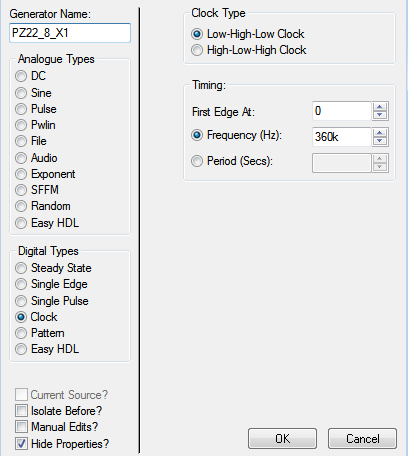 Generator Name:
PZ22_8_X1
Analogue Types
DC
Sine
Pulse
Pwlin
File
Audio
Exponent
SFFM
Random
Easy HDL
Digital Types
Steady State
Single Edge
Single Pulse
Clock
Pattern
Easy HDL
Current Source?
Isolate Before?
Manual Edits?
Hide Properties?
Clock Type
Low-High-Low Clock
High-Low-High Clock
Timing:
First Edge At: 0
Frequency (Hz): 360k
Period (Secs):
OK Cancel